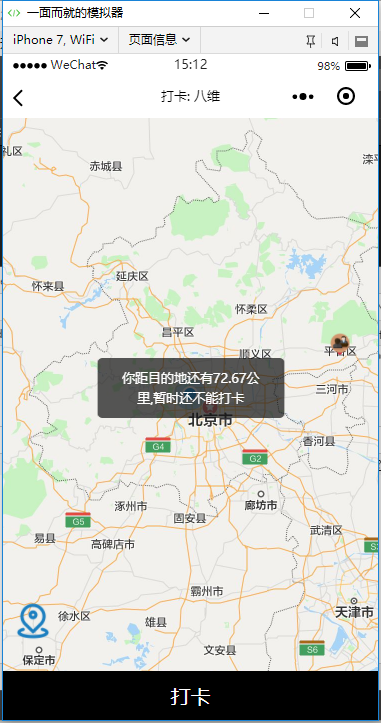 一面而就的模拟器
iPhone 7, WiFi 页面信息
WeChat 15:12 98%
打卡: 八维
礼区
赤城县
滦平
延庆区
怀来县
怀柔区
昌平区
顺义区
平谷区
你距目的地还有72.67公
里,暂时还不能打卡
三河市
北京市
香河县
G4
G2
廊坊市
涿州市
G5
固安县
武清区
易县
高碑店市
霸州市
天津市
徐水区
雄县
保定市
文安县
S6
打卡